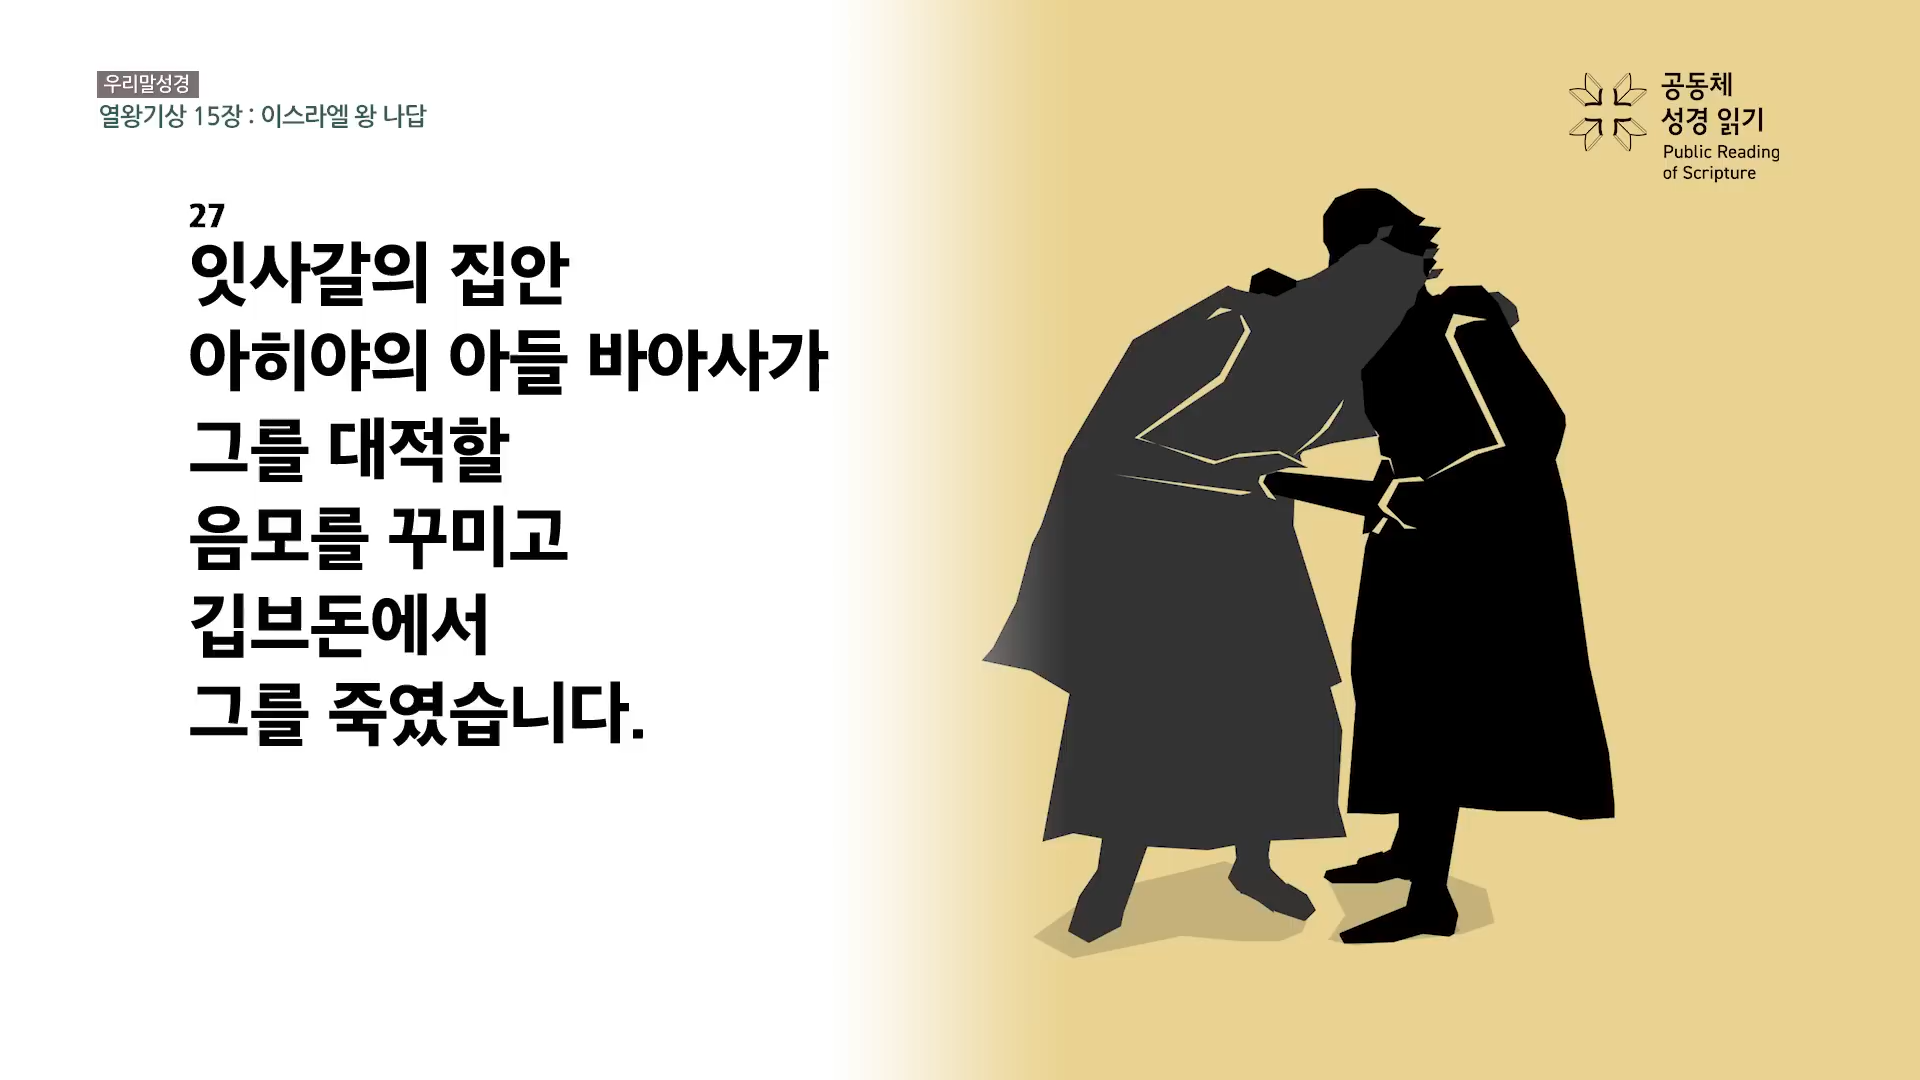 우리말성경
열왕기상 15장 : 이스라엘 왕 나답
27
잇사갈의 집안
아히야의 아들 바아사가
그를 대적할
음모를 꾸미고
깁브돈에서
그를 죽였습니다.
공동체
성경 읽기
Public Reading
of Scripture